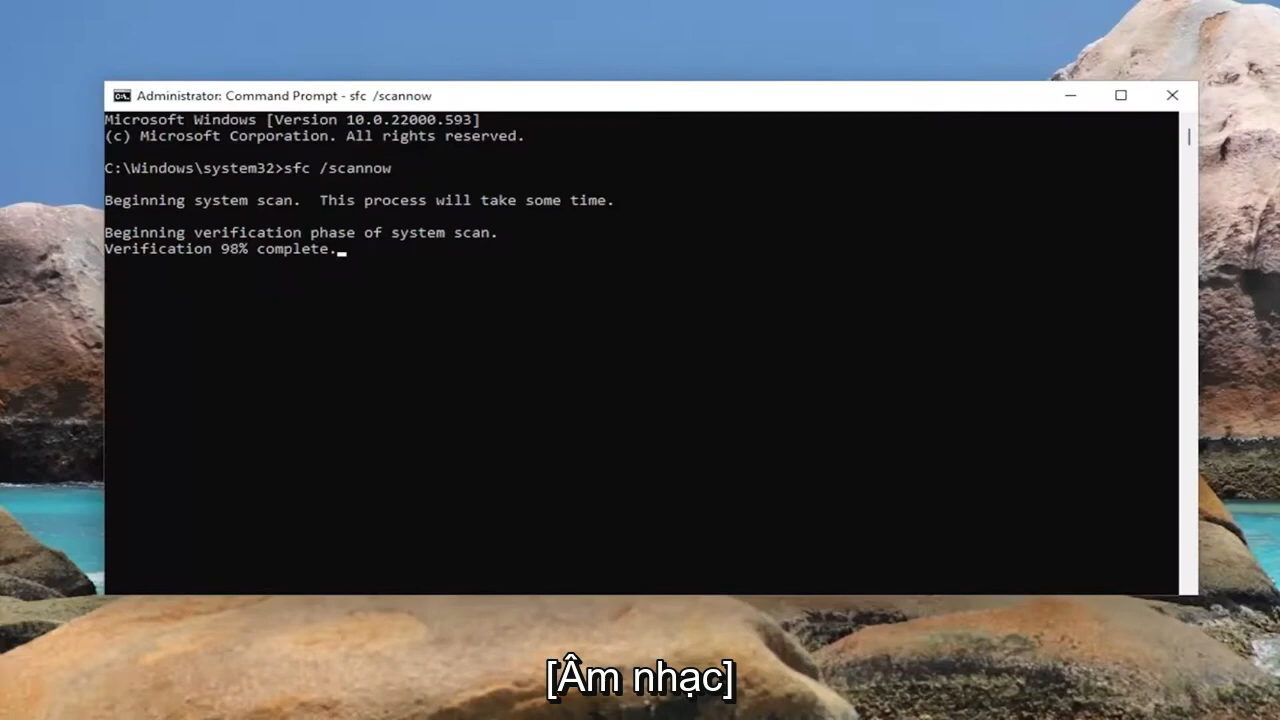 Administrator: Command Prompt - sfc /scannow
Microsoft Windows [Version 10.0.22000.593]
(c) Microsoft Corporation. All rights reserved.
C:\Windows\system32>sfc /scannow
Beginning system scan.  This process will take some time.
Beginning verification phase of system scan.
Verification 98% complete.
[Âm nhạc]